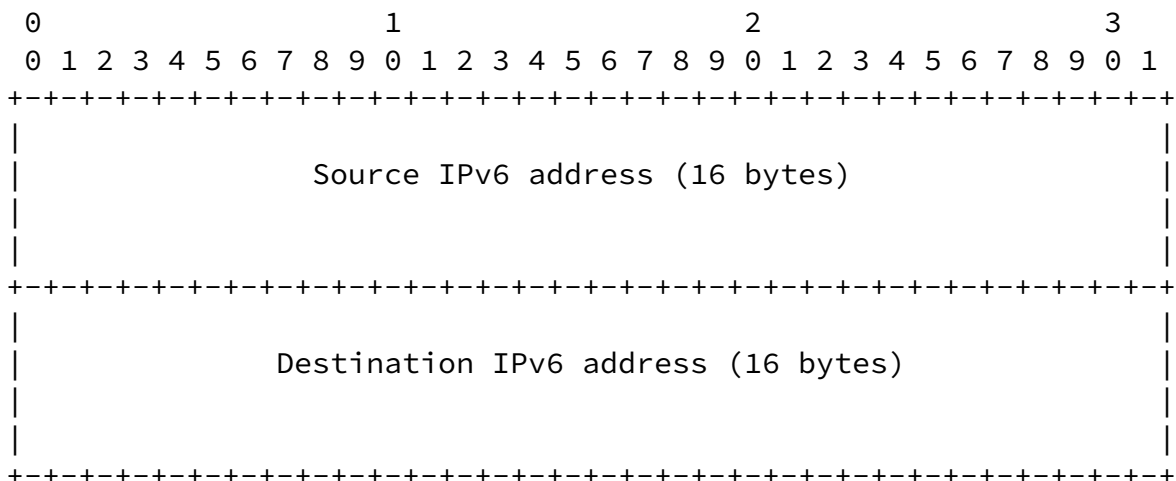 0                   1                   2                   3
 0 1 2 3 4 5 6 7 8 9 0 1 2 3 4 5 6 7 8 9 0 1 2 3 4 5 6 7 8 9 0 1
+-+-+-+-+-+-+-+-+-+-+-+-+-+-+-+-+-+-+-+-+-+-+-+-+-+-+-+-+-+-+-+-+
|                                                               |
|                Source IPv6 address (16 bytes)                 |
|                                                               |
|                                                               |
+-+-+-+-+-+-+-+-+-+-+-+-+-+-+-+-+-+-+-+-+-+-+-+-+-+-+-+-+-+-+-+-+
|                                                               |
|              Destination IPv6 address (16 bytes)              |
|                                                               |
|                                                               |
+-+-+-+-+-+-+-+-+-+-+-+-+-+-+-+-+-+-+-+-+-+-+-+-+-+-+-+-+-+-+-+-+